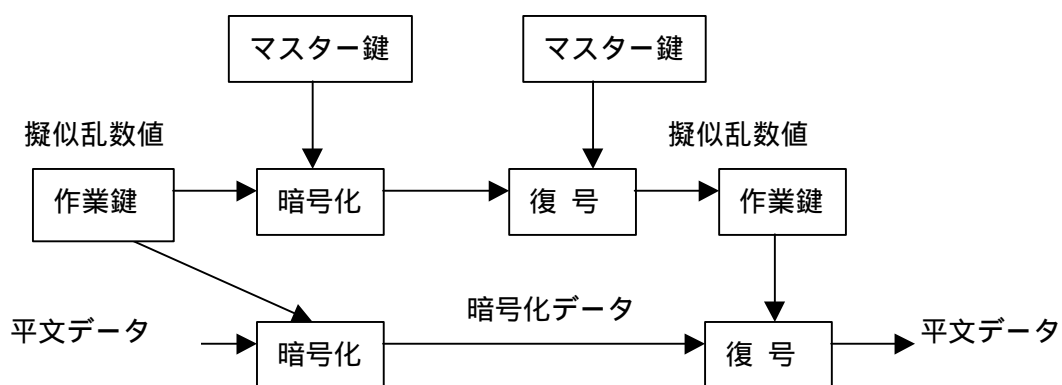 マスター鍵 マスター鍵
擬似乱数値 擬似乱数値
作業鍵 暗号化 復 号 作業鍵
暗号化データ
平文データ 平文データ
暗号化 復 号